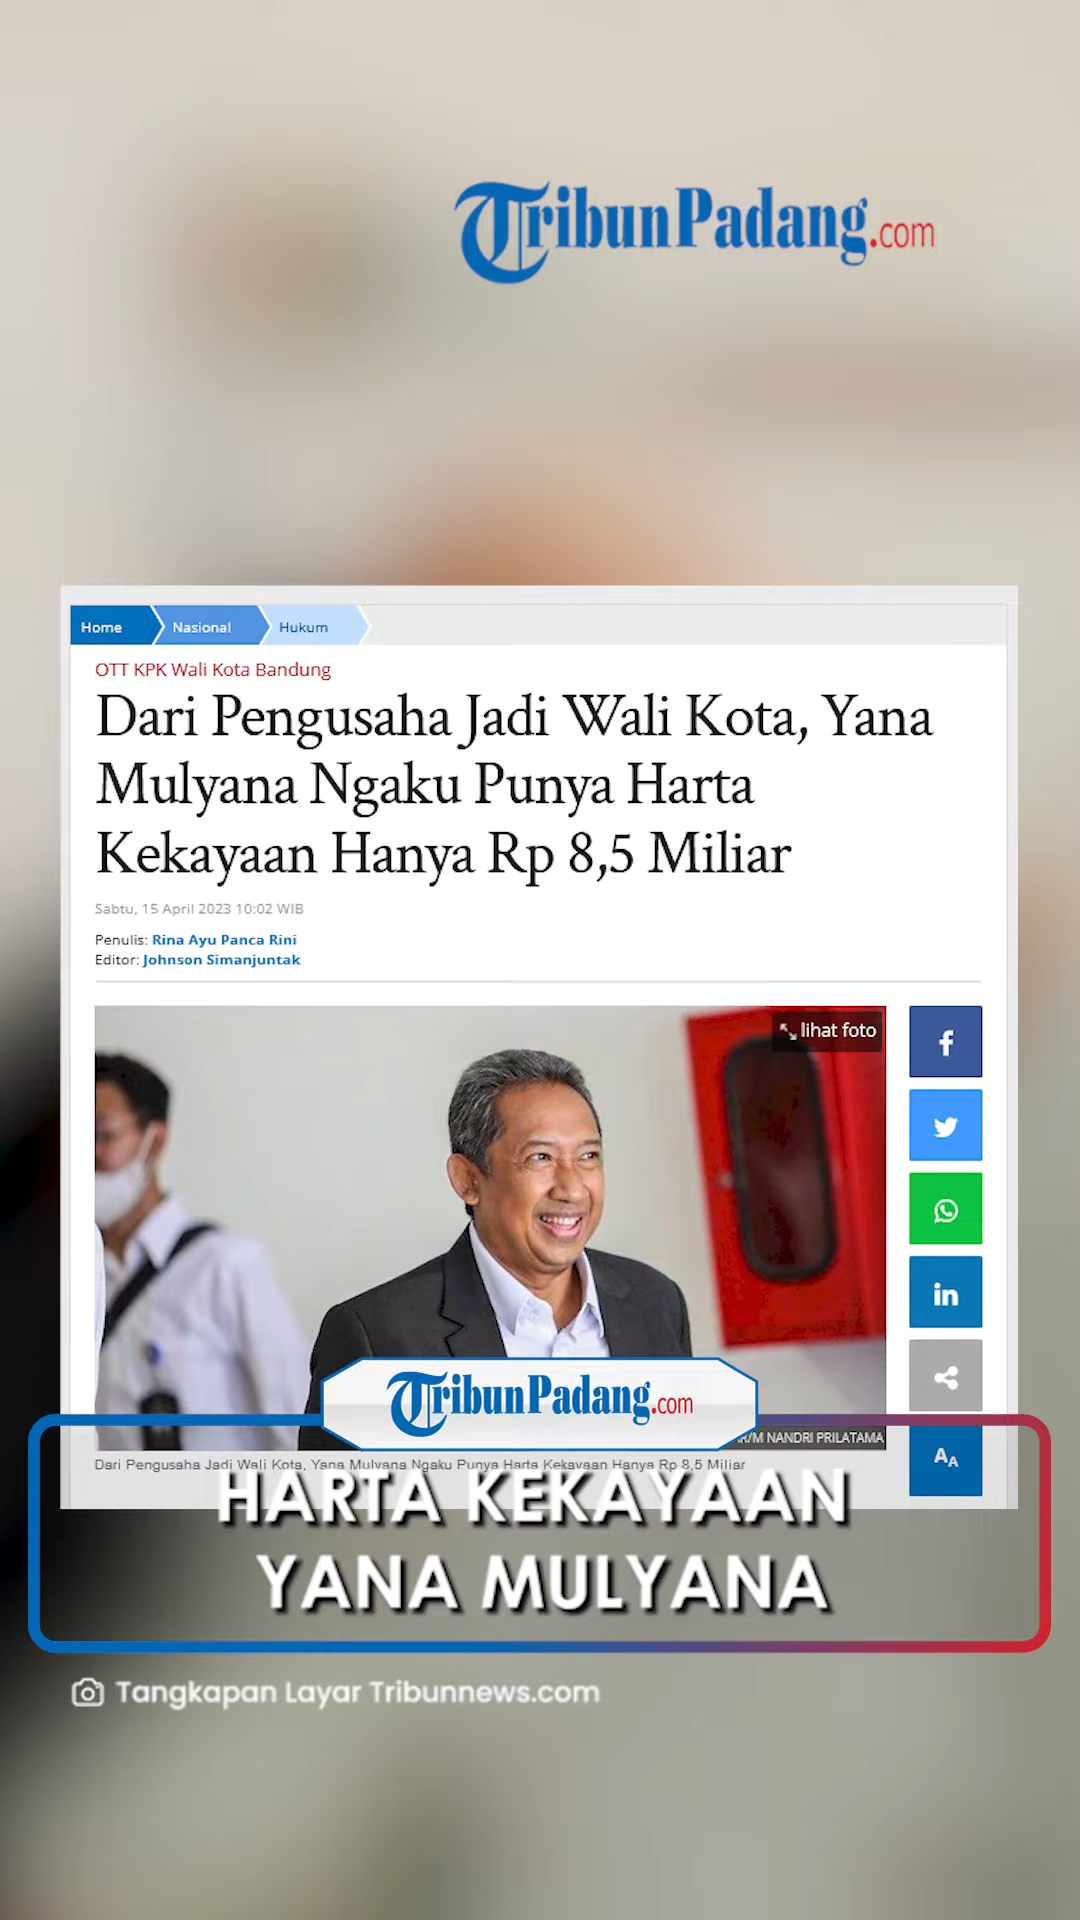 TribunPadang.com
Home Nasional Hukum
OTT KPK Wali Kota Bandung
Dari Pengusaha Jadi Wali Kota, Yana
Mulyana Ngaku Punya Harta
Kekayaan Hanya Rp 8,5 Miliar
Sabtu, 15 April 2023 10:02 WIB
Penulis: Rina Ayu Panca Rini
Editor: Johnson Simanjuntak
lihat foto
f
in
TribunPadang.com
/M NANDRI PRILATAMA
AA
Dari Pengusaha Jadi Wali Kota, Yana Mulyana Ngaku Punya Harta Kekayaan Hanya Rp 8,5 Miliar
HARTA KEKAYAAN
YANA MULYANA
Tangkapan Layar Tribunnews.com